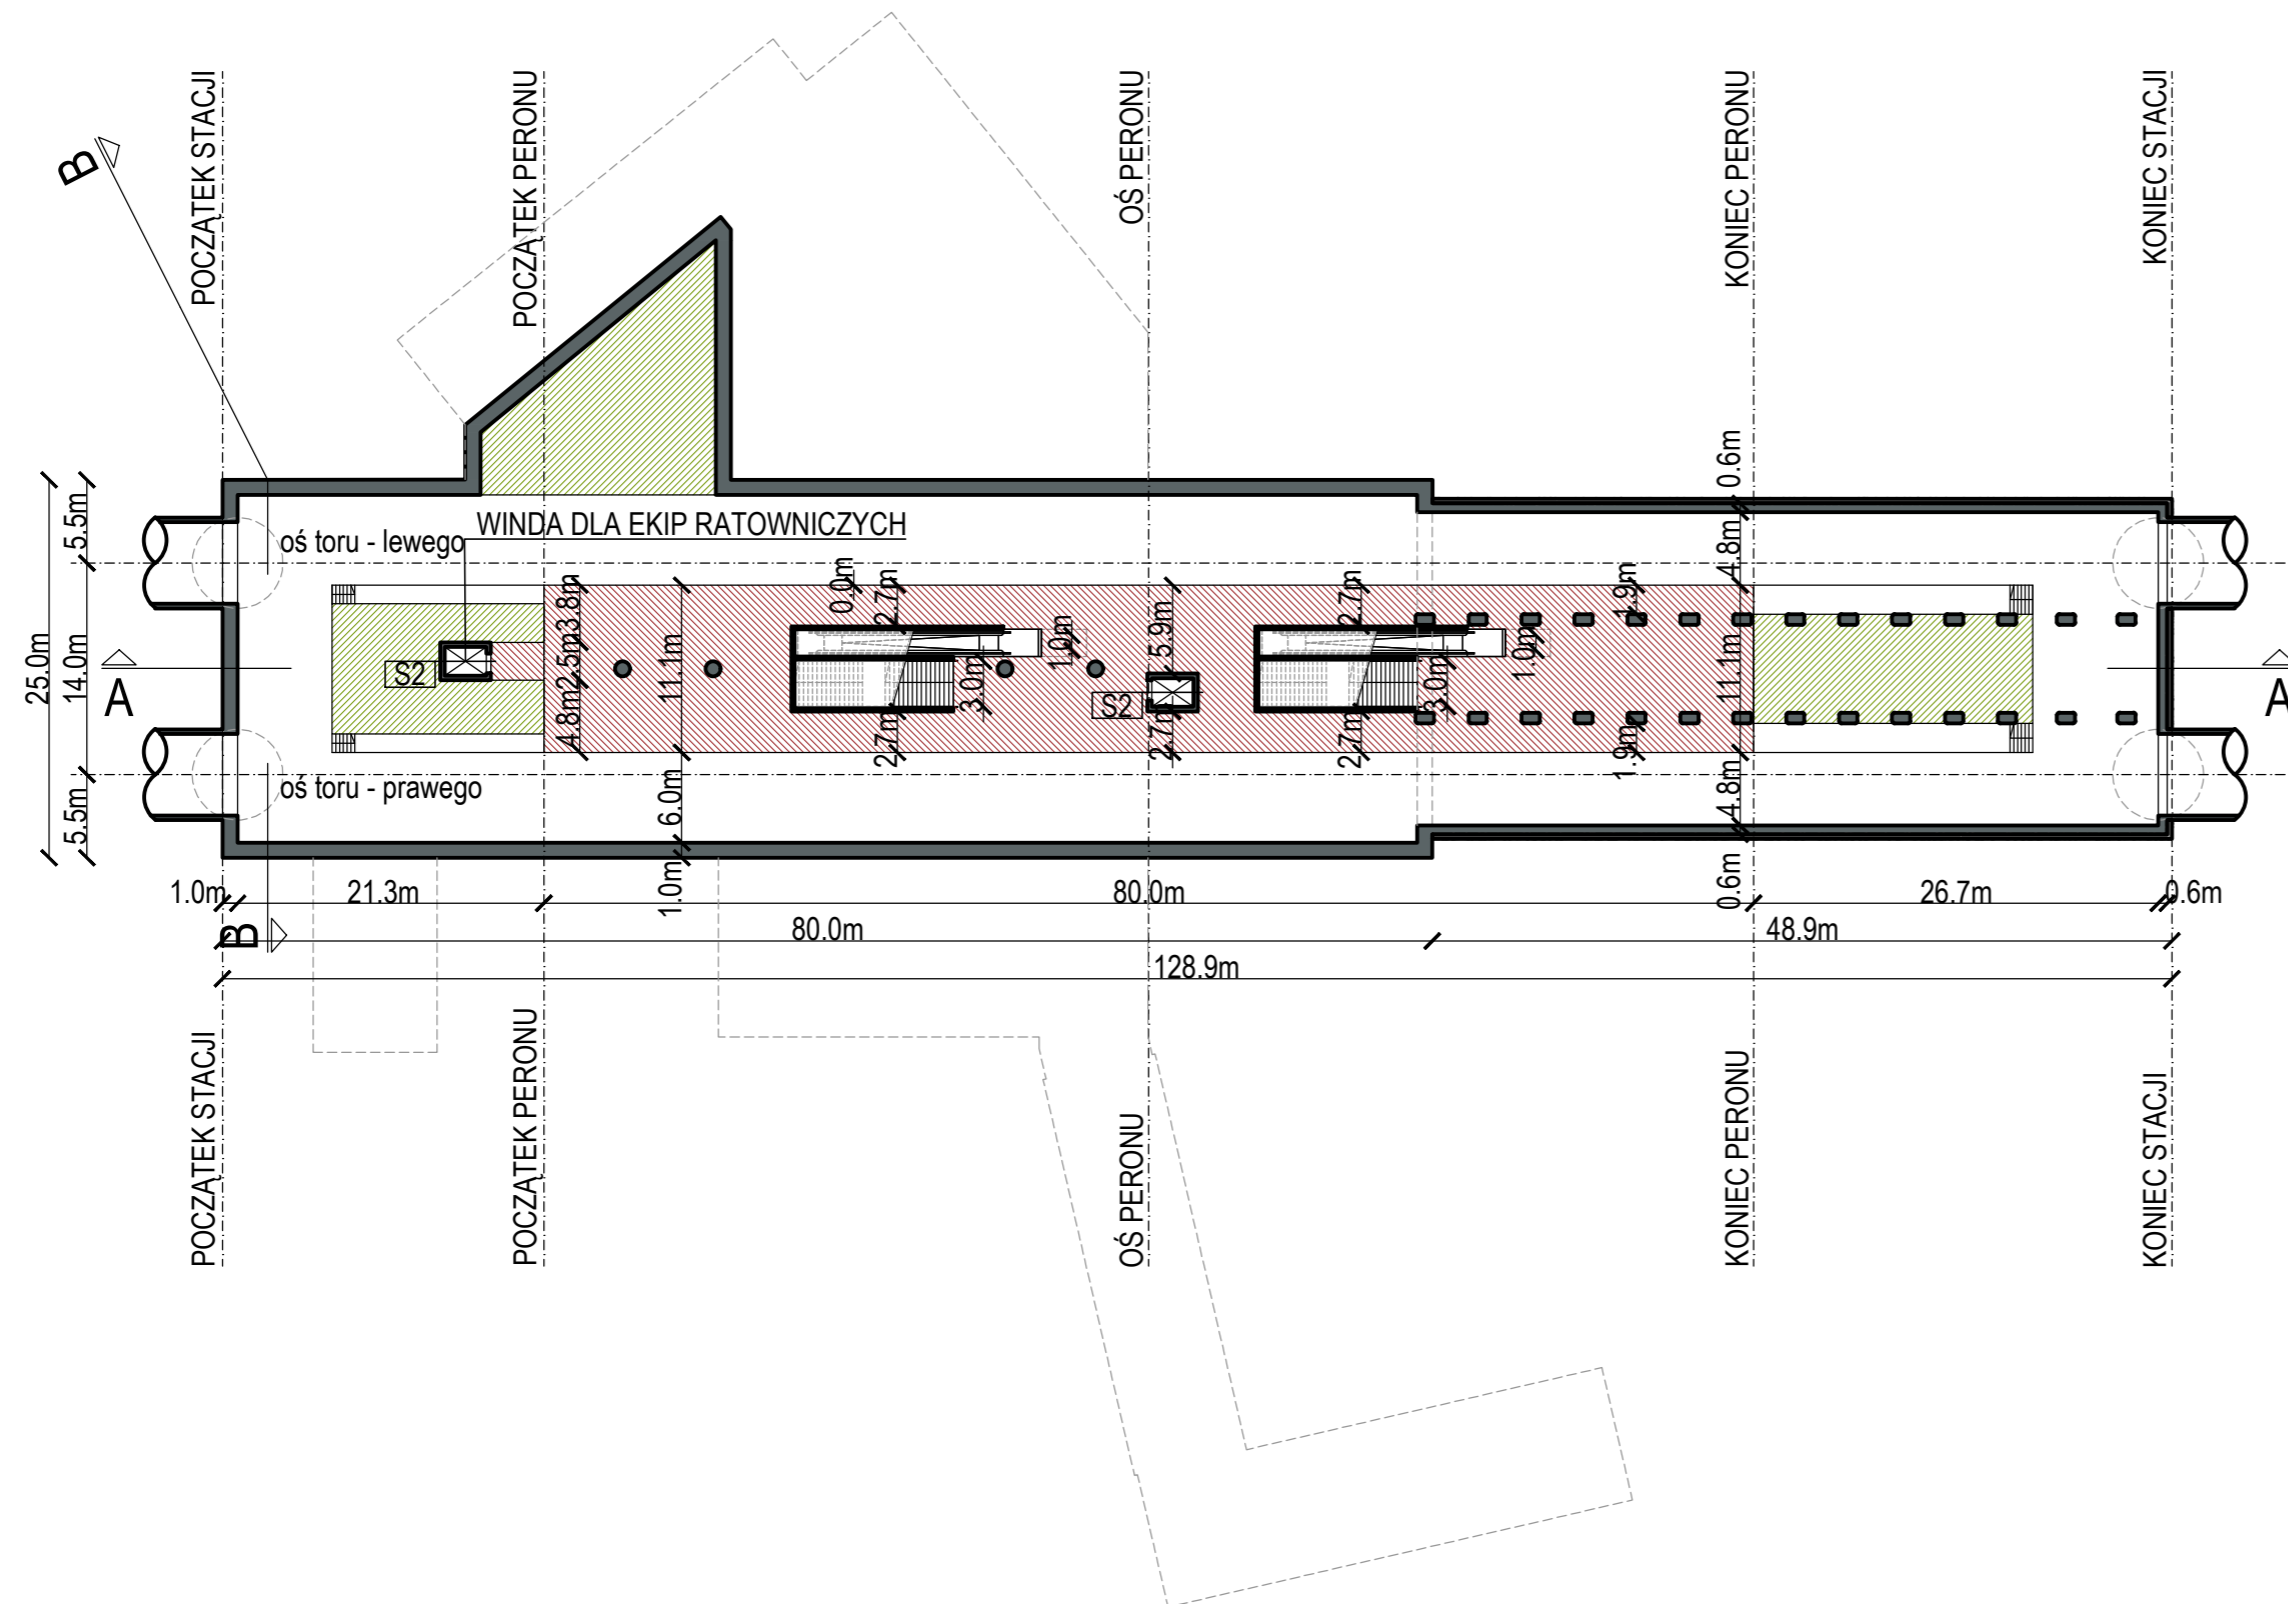 POCZĄTEK STACJI
POCZĄTEK PERONU
OŚ PERONU
KONIEC PERONU
KONIEC STACJI
B
WINDA DLA EKIP RATOWNICZYCH
oś toru - lewego
0.6m
5.5m
4.8m
3.8m
0.0m
2.7m
2.7m
1.9m
5.9m
1.0m
1.0m
25.0m
14.0m
A
S2
2.5m
11.1m
3.0m
S2
3.0m
11.1m
A
4.8m
2.7m
2.7m
2.7m
1.9m
4.8m
oś toru - prawego
5.5m
6.0m
1.0m
21.3m
1.0m
80.0m
0.6m
26.7m
0.6m
B
80.0m
48.9m
128.9m
POCZĄTEK STACJI
POCZĄTEK PERONU
OŚ PERONU
KONIEC PERONU
KONIEC STACJI